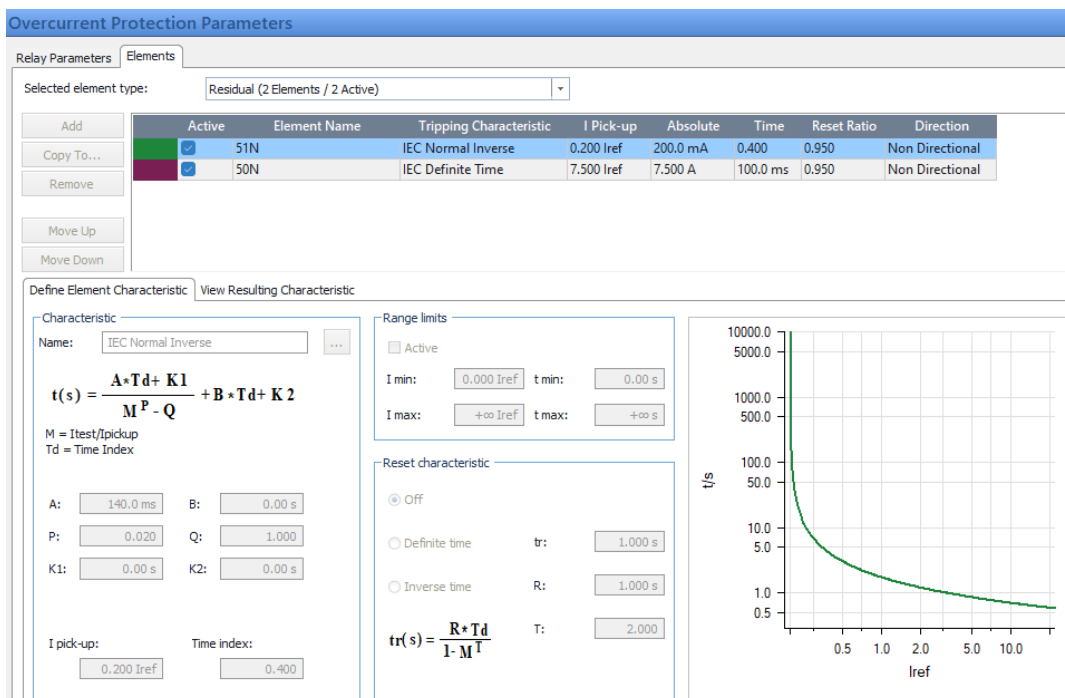 Overcurrent Protection Parameters
Relay Parameters Elements
Selected element type: Residual (2 Elements / 2 Active)
Add
Copy To...
Remove
Move Up
Move Down
Active Element Name Tripping Characteristic I Pick-up Absolute Time Reset Ratio Direction
51N IEC Normal Inverse 0.200 Iref 200.0 mA 0.400 0.950 Non Directional
50N IEC Definite Time 7.500 Iref 7.500 A 100.0 ms 0.950 Non Directional
Define Element Characteristic View Resulting Characteristic
Characteristic
Name: IEC Normal Inverse ...
t(s) = A*Td+ K1 / M^P - Q + B *Td+ K 2
M = Itest/Ipickup
Td = Time Index
A: 140.0 ms B: 0.00 s
P: 0.020 Q: 1.000
K1: 0.00 s K2: 0.00 s
I pick-up: Time index:
0.200 Iref 0.400
Range limits
Active
I min: 0.000 Iref t min: 0.00 s
I max: +∞ Iref t max: +∞ s
Reset characteristic
Off
Definite time tr: 1.000 s
Inverse time R: 1.000 s
T: 2.000
tr(s) = R*Td / 1- M^T
t/s
10000.0
5000.0
1000.0
500.0
100.0
50.0
10.0
5.0
1.0
0.5
0.5 1.0 2.0 5.0 10.0
Iref